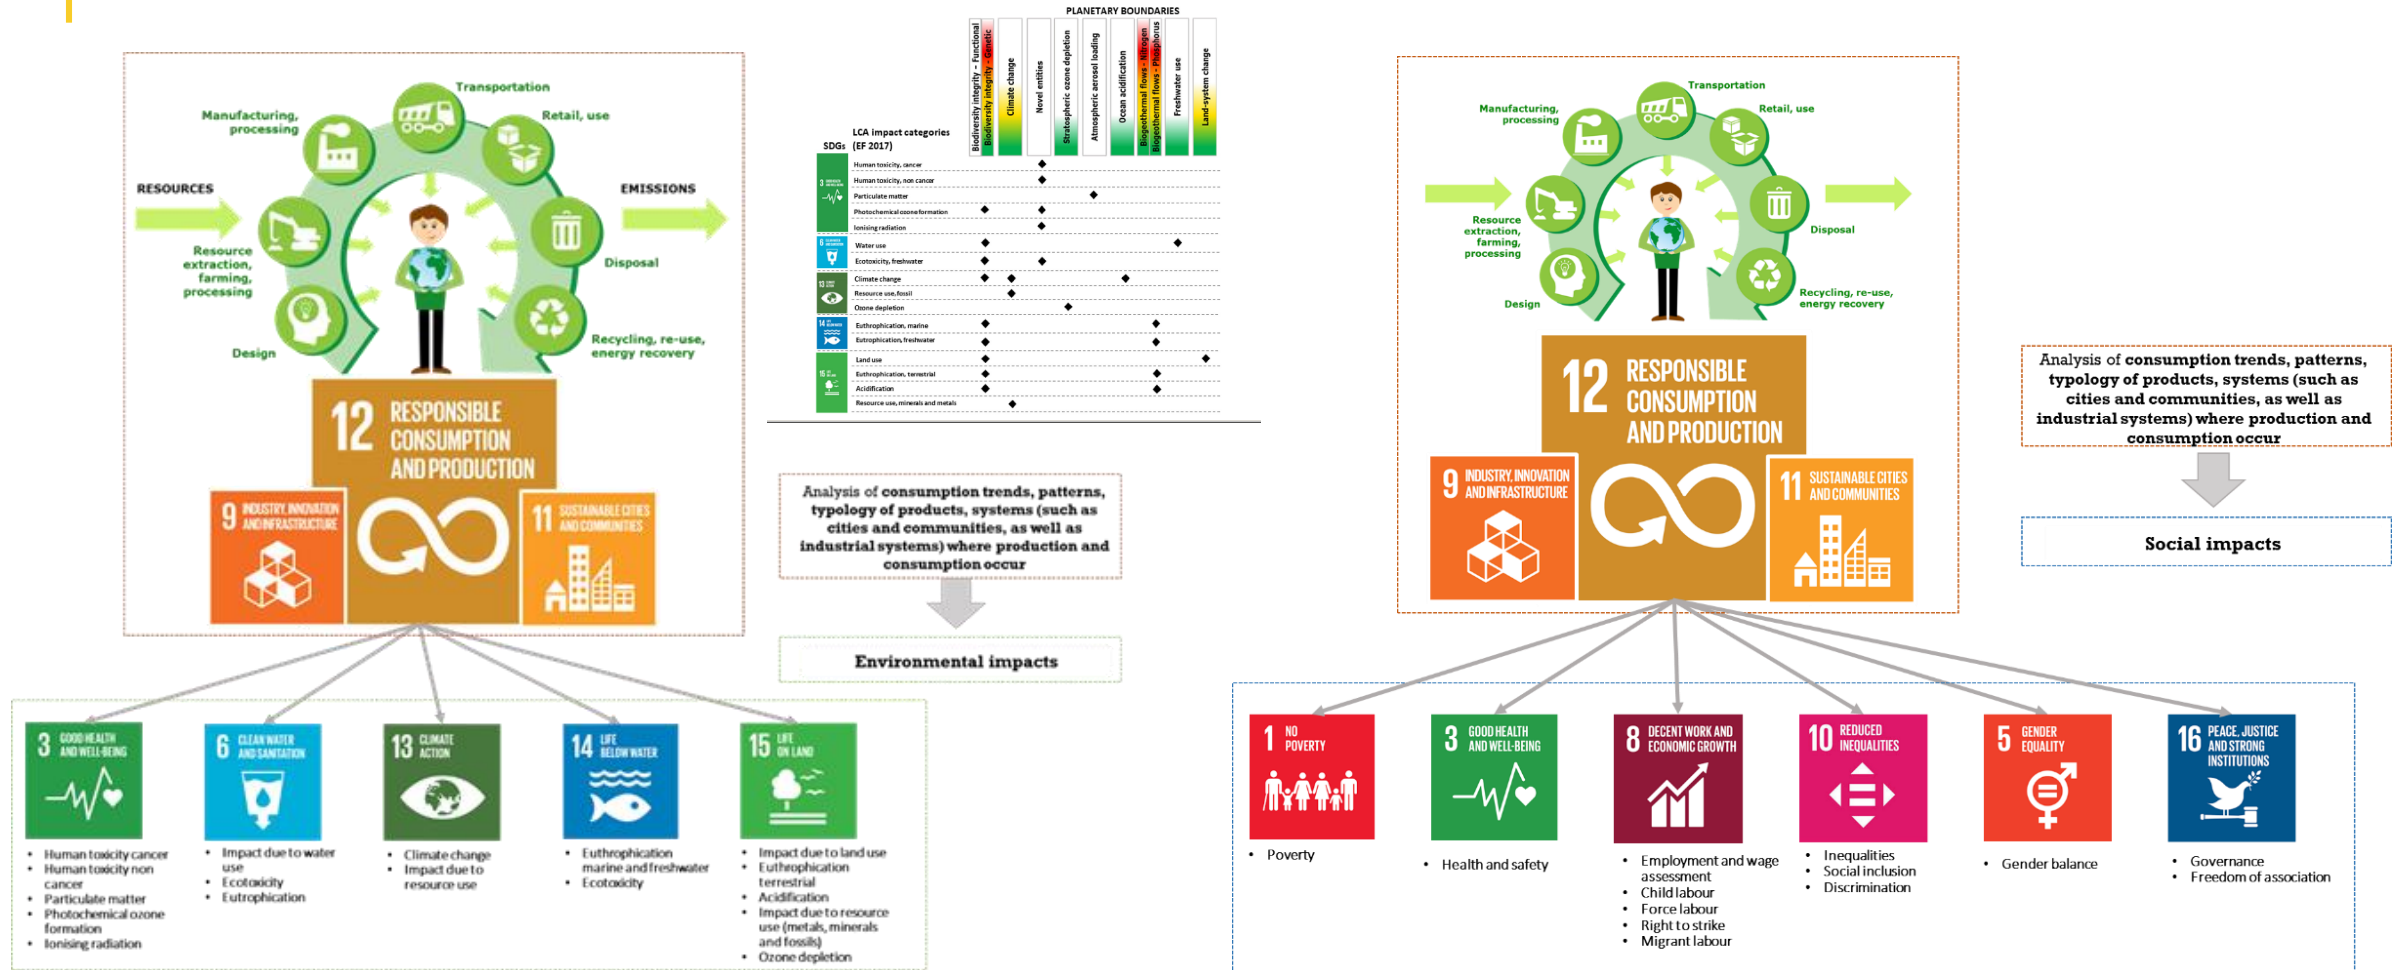 Transportation
Manufacturing,
processing
Retail, use
RESOURCES
EMISSIONS
Resource
extraction,
farming,
processing
Disposal
Design
Recycling, re-use,
energy recovery
12 RESPONSIBLE
CONSUMPTION
AND PRODUCTION
9 INDUSTRY, INNOVATION
AND INFRASTRUCTURE
11 SUSTAINABLE CITIES
AND COMMUNITIES
3 GOOD HEALTH
AND WELL-BEING
6 CLEAN WATER
AND SANITATION
13 CLIMATE
ACTION
14 LIFE
BELOW WATER
15 LIFE
ON LAND
• Human toxicity cancer
• Human toxicity non
cancer
• Particulate matter
• Photochemical ozone
formation
• Ionising radiation
• Impact due to water
use
• Ecotoxicity
• Eutrophication
• Climate change
• Impact due to
resource use
• Euthrophication
marine and freshwater
• Ecotoxicity
• Impact due to land use
• Euthrophication
terrestrial
• Acidification
• Impact due to resource
use (metals, minerals
and fossils)
• Ozone depletion
PLANETARY BOUNDARIES
Biodiversity integrity – Functional
Biodiversity integrity - Genetic
Climate change
Novel entities
Stratospheric ozone depletion
Atmospheric aerosol loading
Ocean acidification
Biogeothermal flows - Nitrogen
Biogeothermal flows - Phosphorus
Freshwater use
Land-system change
LCA impact categories
SDGs (EF 2017)
3
Human toxicity, cancer
Human toxicity, non cancer
Particulate matter
Photochemical ozone formation
Ionising radiation
6
Water use
Ecotoxicity, freshwater
13
Climate change
Resource use, fossil
Ozone depletion
14
Euthrophication, marine
Eutrophication, freshwater
15
Land use
Euthrophication, terrestrial
Acidification
Resource use, minerals and metals
Analysis of consumption trends, patterns,
typology of products, systems (such as
cities and communities, as well as
industrial systems) where production and
consumption occur
Environmental impacts
Transportation
Manufacturing,
processing
Retail, use
Resource
extraction,
farming,
processing
Disposal
Design
Recycling, re-use,
energy recovery
12 RESPONSIBLE
CONSUMPTION
AND PRODUCTION
9 INDUSTRY, INNOVATION
AND INFRASTRUCTURE
11 SUSTAINABLE CITIES
AND COMMUNITIES
Analysis of consumption trends, patterns,
typology of products, systems (such as
cities and communities, as well as
industrial systems) where production and
consumption occur
Social impacts
1 NO
POVERTY
3 GOOD HEALTH
AND WELL-BEING
8 DECENT WORK AND
ECONOMIC GROWTH
10 REDUCED
INEQUALITIES
5 GENDER
EQUALITY
16 PEACE, JUSTICE
AND STRONG
INSTITUTIONS
• Poverty
• Health and safety
• Employment and wage
assessment
• Child labour
• Force labour
• Right to strike
• Migrant labour
• Inequalities
• Social inclusion
• Discrimination
• Gender balance
• Governance
• Freedom of association